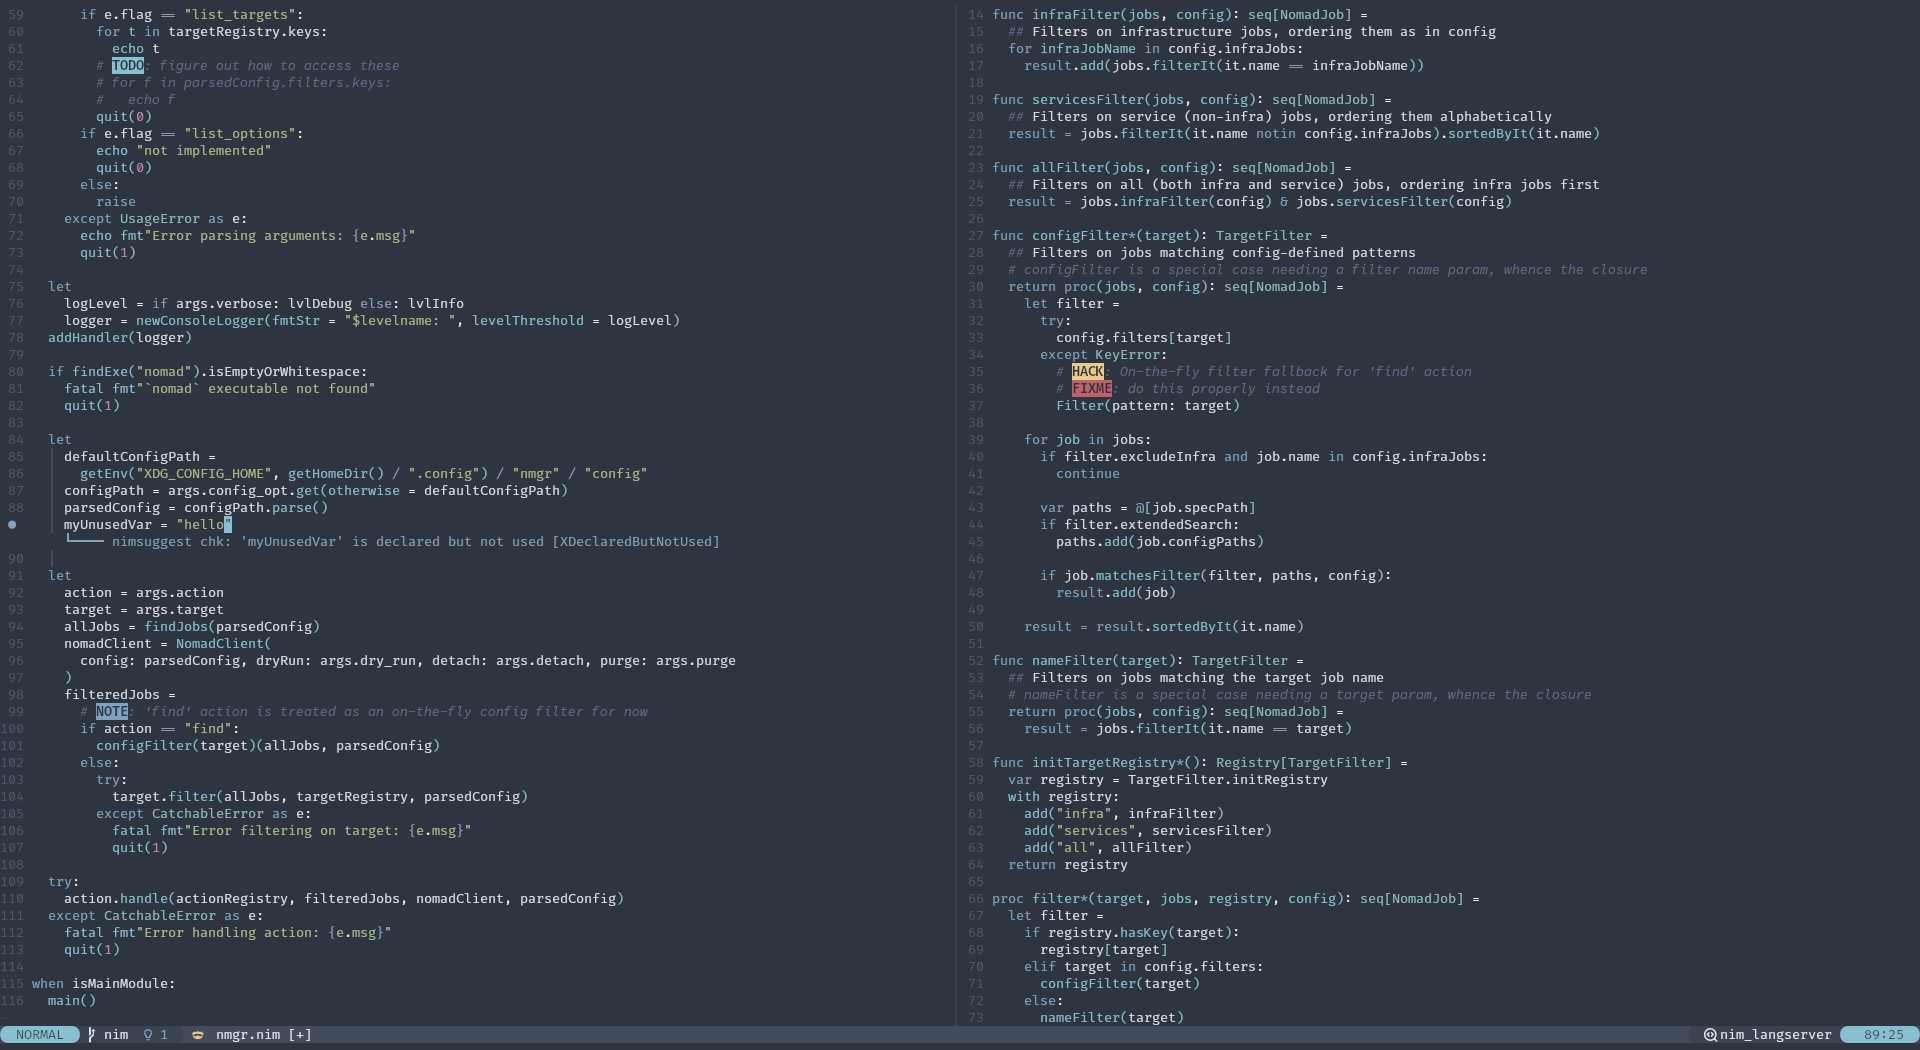 59 if e.flag == "list_targets":
60 for t in targetRegistry.keys:
61 echo t
62 # TODO: figure out how to access these
63 # for f in parsedConfig.filters.keys:
64 #   echo f
65 quit(0)
66 if e.flag == "list_options":
67 echo "not implemented"
68 quit(0)
69 else:
70 raise
71 except UsageError as e:
72 echo fmt"Error parsing arguments: {e.msg}"
73 quit(1)
74
75 let
76 logLevel = if args.verbose: lvlDebug else: lvlInfo
77 logger = newConsoleLogger(fmtStr = "$levelname: ", levelThreshold = logLevel)
78 addHandler(logger)
79
80 if findExe("nomad").isEmptyOrWhitespace:
81 fatal fmt"`nomad` executable not found"
82 quit(1)
83
84 let
85 defaultConfigPath =
86 getEnv("XDG_CONFIG_HOME", getHomeDir() / ".config") / "nmgr" / "config"
87 configPath = args.config_opt.get(otherwise = defaultConfigPath)
88 parsedConfig = configPath.parse()
● myUnusedVar = "hello"
└──── nimsuggest chk: 'myUnusedVar' is declared but not used [XDeclaredButNotUsed]
90
91 let
92 action = args.action
93 target = args.target
94 allJobs = findJobs(parsedConfig)
95 nomadClient = NomadClient(
96 config: parsedConfig, dryRun: args.dry_run, detach: args.detach, purge: args.purge
97 )
98 filteredJobs =
99 # NOTE: 'find' action is treated as an on-the-fly config filter for now
100 if action == "find":
101 configFilter(target)(allJobs, parsedConfig)
102 else:
103 try:
104 target.filter(allJobs, targetRegistry, parsedConfig)
105 except CatchableError as e:
106 fatal fmt"Error filtering on target: {e.msg}"
107 quit(1)
108
109 try:
110 action.handle(actionRegistry, filteredJobs, nomadClient, parsedConfig)
111 except CatchableError as e:
112 fatal fmt"Error handling action: {e.msg}"
113 quit(1)
114
115 when isMainModule:
116 main()
14 func infraFilter(jobs, config): seq[NomadJob] =
15 ## Filters on infrastructure jobs, ordering them as in config
16 for infraJobName in config.infraJobs:
17 result.add(jobs.filterIt(it.name == infraJobName))
18
19 func servicesFilter(jobs, config): seq[NomadJob] =
20 ## Filters on service (non-infra) jobs, ordering them alphabetically
21 result = jobs.filterIt(it.name notin config.infraJobs).sortedByIt(it.name)
22
23 func allFilter(jobs, config): seq[NomadJob] =
24 ## Filters on all (both infra and service) jobs, ordering infra jobs first
25 result = jobs.infraFilter(config) & jobs.servicesFilter(config)
26
27 func configFilter*(target): TargetFilter =
28 ## Filters on jobs matching config-defined patterns
29 # configFilter is a special case needing a filter name param, whence the closure
30 return proc(jobs, config): seq[NomadJob] =
31 let filter =
32 try:
33 config.filters[target]
34 except KeyError:
35 # HACK: On-the-fly filter fallback for 'find' action
36 # FIXME: do this properly instead
37 Filter(pattern: target)
38
39 for job in jobs:
40 if filter.excludeInfra and job.name in config.infraJobs:
41 continue
42
43 var paths = @[job.specPath]
44 if filter.extendedSearch:
45 paths.add(job.configPaths)
46
47 if job.matchesFilter(filter, paths, config):
48 result.add(job)
49
50 result = result.sortedByIt(it.name)
51
52 func nameFilter(target): TargetFilter =
53 ## Filters on jobs matching the target job name
54 # nameFilter is a special case needing a target param, whence the closure
55 return proc(jobs, config): seq[NomadJob] =
56 result = jobs.filterIt(it.name == target)
57
58 func initTargetRegistry*(): Registry[TargetFilter] =
59 var registry = TargetFilter.initRegistry
60 with registry:
61 add("infra", infraFilter)
62 add("services", servicesFilter)
63 add("all", allFilter)
64 return registry
65
66 proc filter*(target, jobs, registry, config): seq[NomadJob] =
67 let filter =
68 if registry.hasKey(target):
69 registry[target]
70 elif target in config.filters:
71 configFilter(target)
72 else:
73 nameFilter(target)
NORMAL nim 1 nmgr.nim [+] nim_langserver 89:25